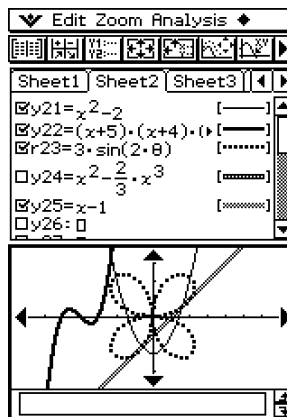 Edit Zoom Analysis ◆
Sheet1 Sheet2 Sheet3
y21=x²-2
y22=(x+5)·(x+4)·(
r23=3·sin(2·θ)
y24=x²-2/3·x³
y25=x-1
y26: